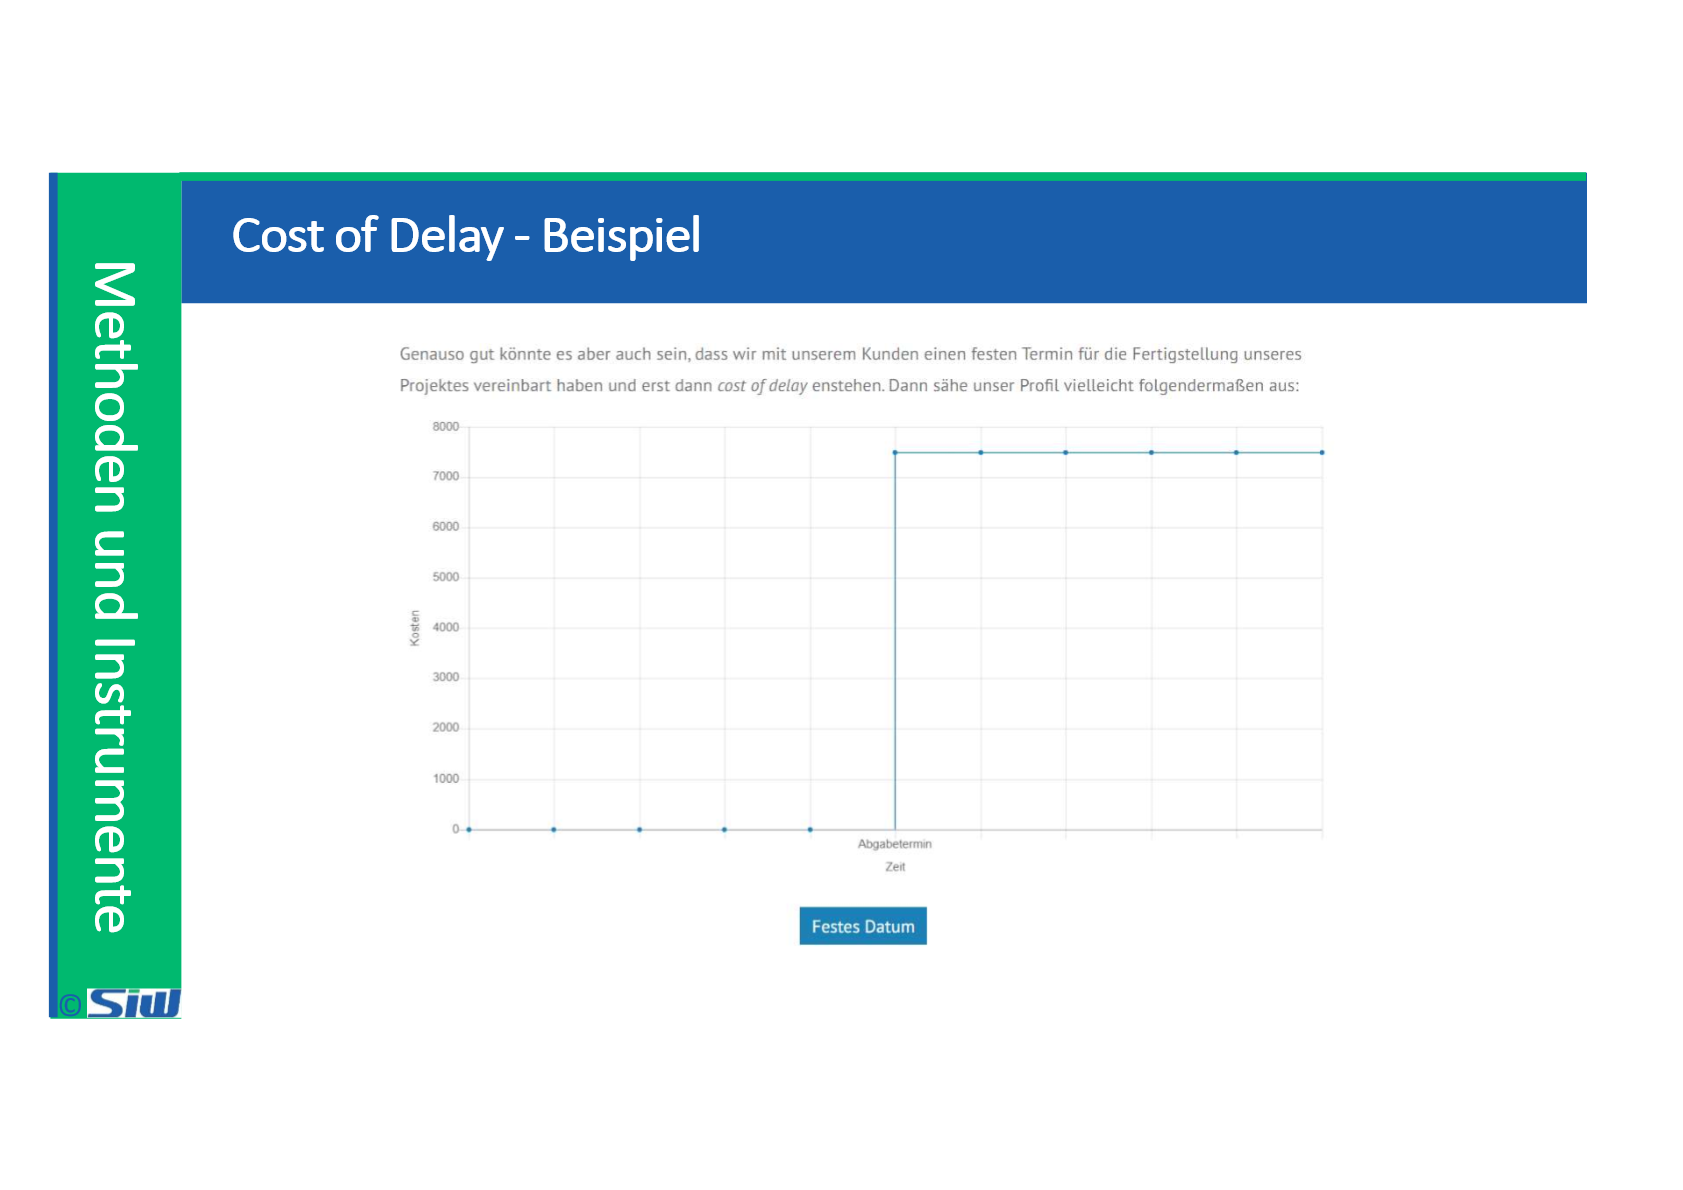 Cost of Delay - Beispiel
Methoden und Instrumente
Genauso gut könnte es aber auch sein, dass wir mit unserem Kunden einen festen Termin für die Fertigstellung unseres
Projektes vereinbart haben und erst dann cost of delay enstehen. Dann sähe unser Profil vielleicht folgendermaßen aus:
8000
7000
6000
5000
4000
3000
2000
1000
0
Kosten
Abgabetermin
Zeit
Festes Datum
© SiW